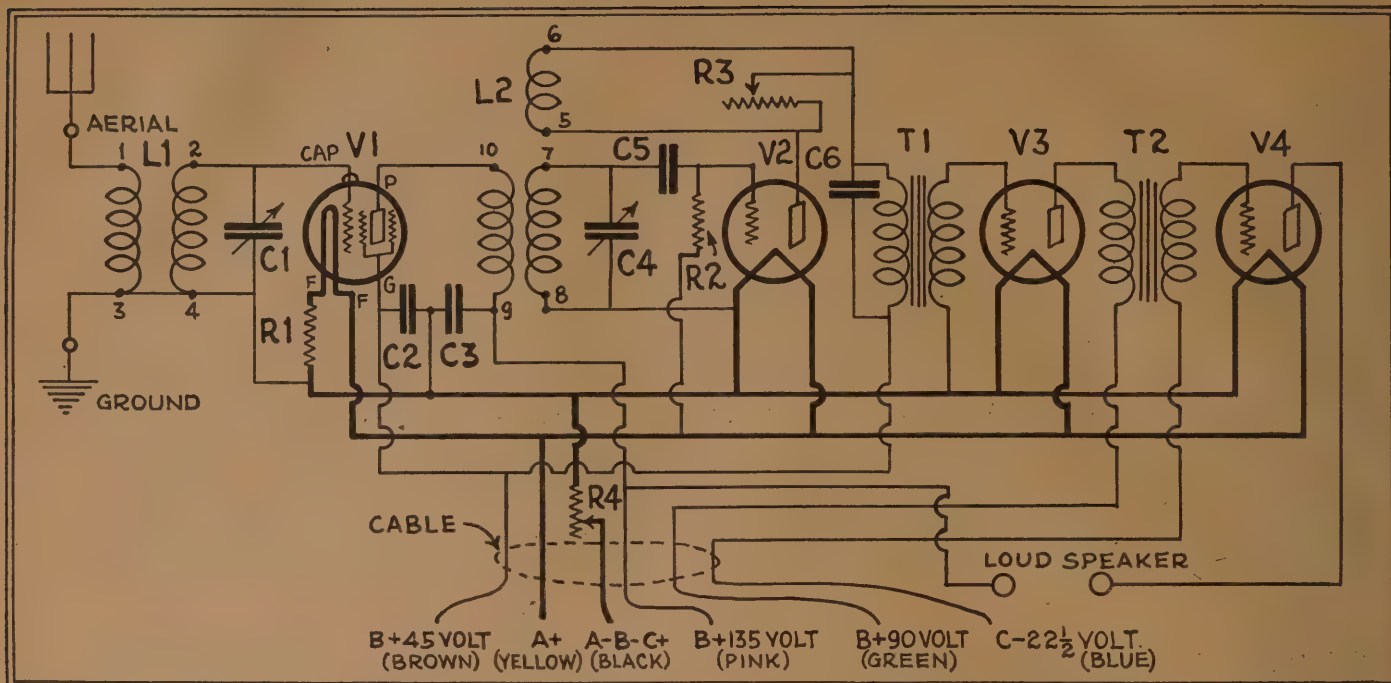 6
R3
L2
5
AERIAL
1
L1
2
CAP
V1
10
7
C5
V2
C6
T1
V3
T2
V4
P
C1
C4
R2
F
F
G
8
3
4
9
R1
C2
C3
GROUND
R4
CABLE
LOUD SPEAKER
B+45 VOLT
(BROWN)
A+
(YELLOW)
A-B-C+
(BLACK)
B+135 VOLT
(PINK)
B+90 VOLT
(GREEN)
C-22½ VOLT.
(BLUE)